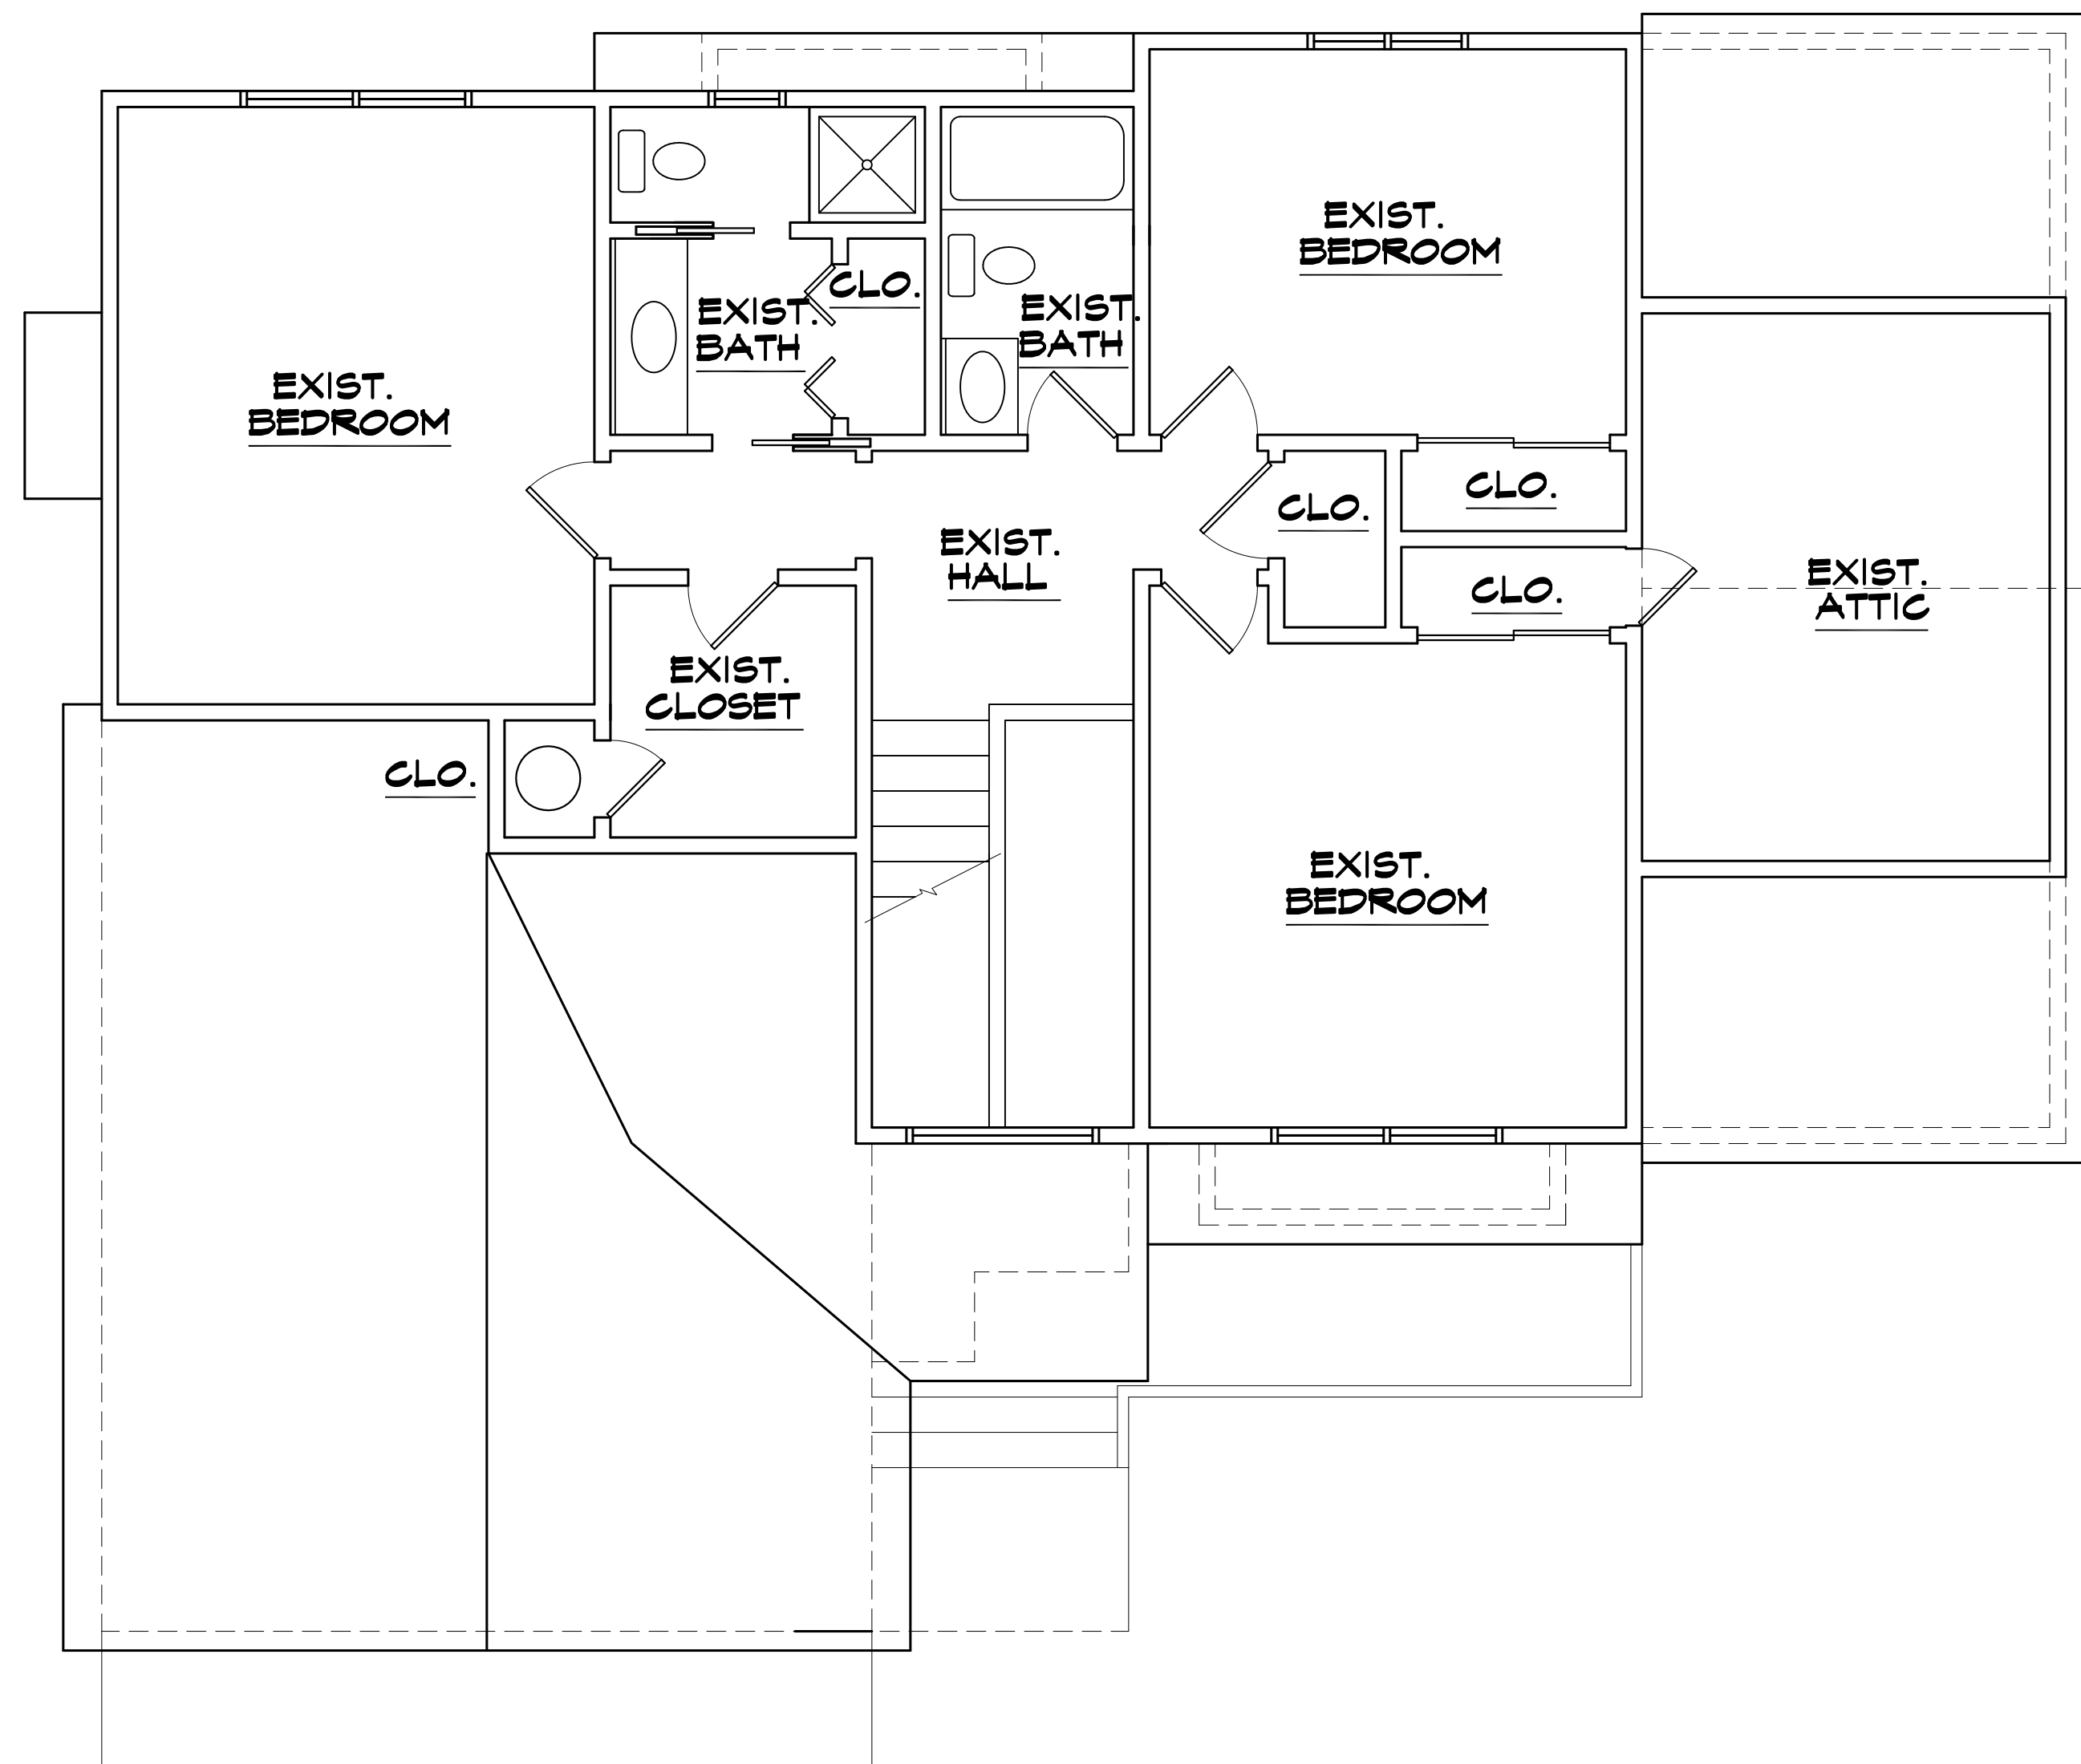 EXIST.
BEDROOM
EXIST.
BATH
CLO.
EXIST.
BATH
EXIST.
BEDROOM
CLO.
CLO.
EXIST.
HALL
CLO.
EXIST.
ATTIC
EXIST.
CLOSET
CLO.
EXIST.
BEDROOM